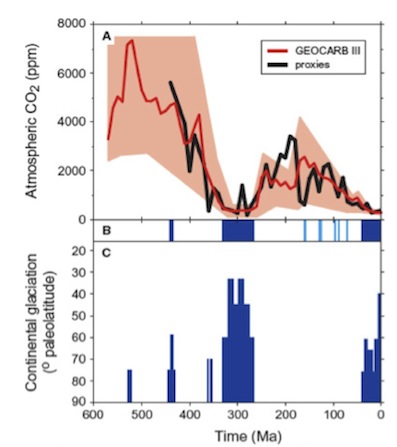 A
GEOCARB III
proxies
Atmospheric CO2 (ppm)
8000
6000
4000
2000
0
B
C
Continental glaciation
(º paleolatitude)
20
30
40
50
60
70
80
90
600
500
400
300
200
100
0
Time (Ma)